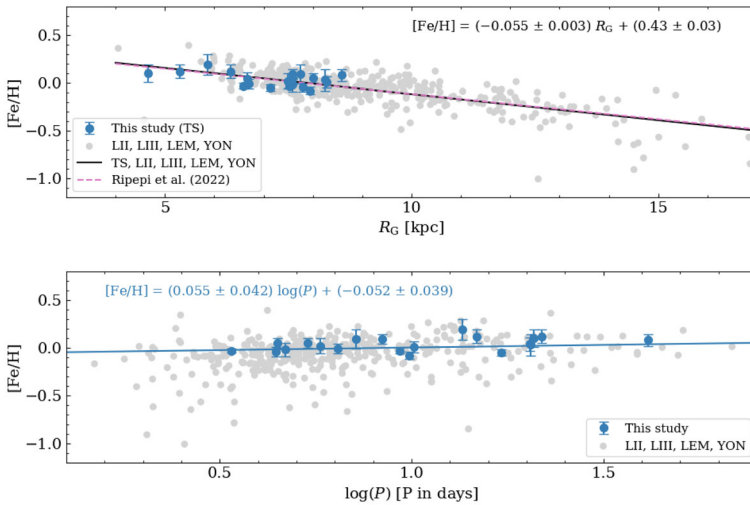 [Fe/H] = (−0.055 ± 0.003) R_G + (0.43 ± 0.03)
0.5
0.0
−0.5
−1.0
[Fe/H]
This study (TS)
LII, LIII, LEM, YON
TS, LII, LIII, LEM, YON
Ripepi et al. (2022)
5
10
15
R_G [kpc]
[Fe/H] = (0.055 ± 0.042) log(P) + (−0.052 ± 0.039)
0.5
0.0
−0.5
−1.0
[Fe/H]
This study
LII, LIII, LEM, YON
0.5
1.0
1.5
log(P) [P in days]